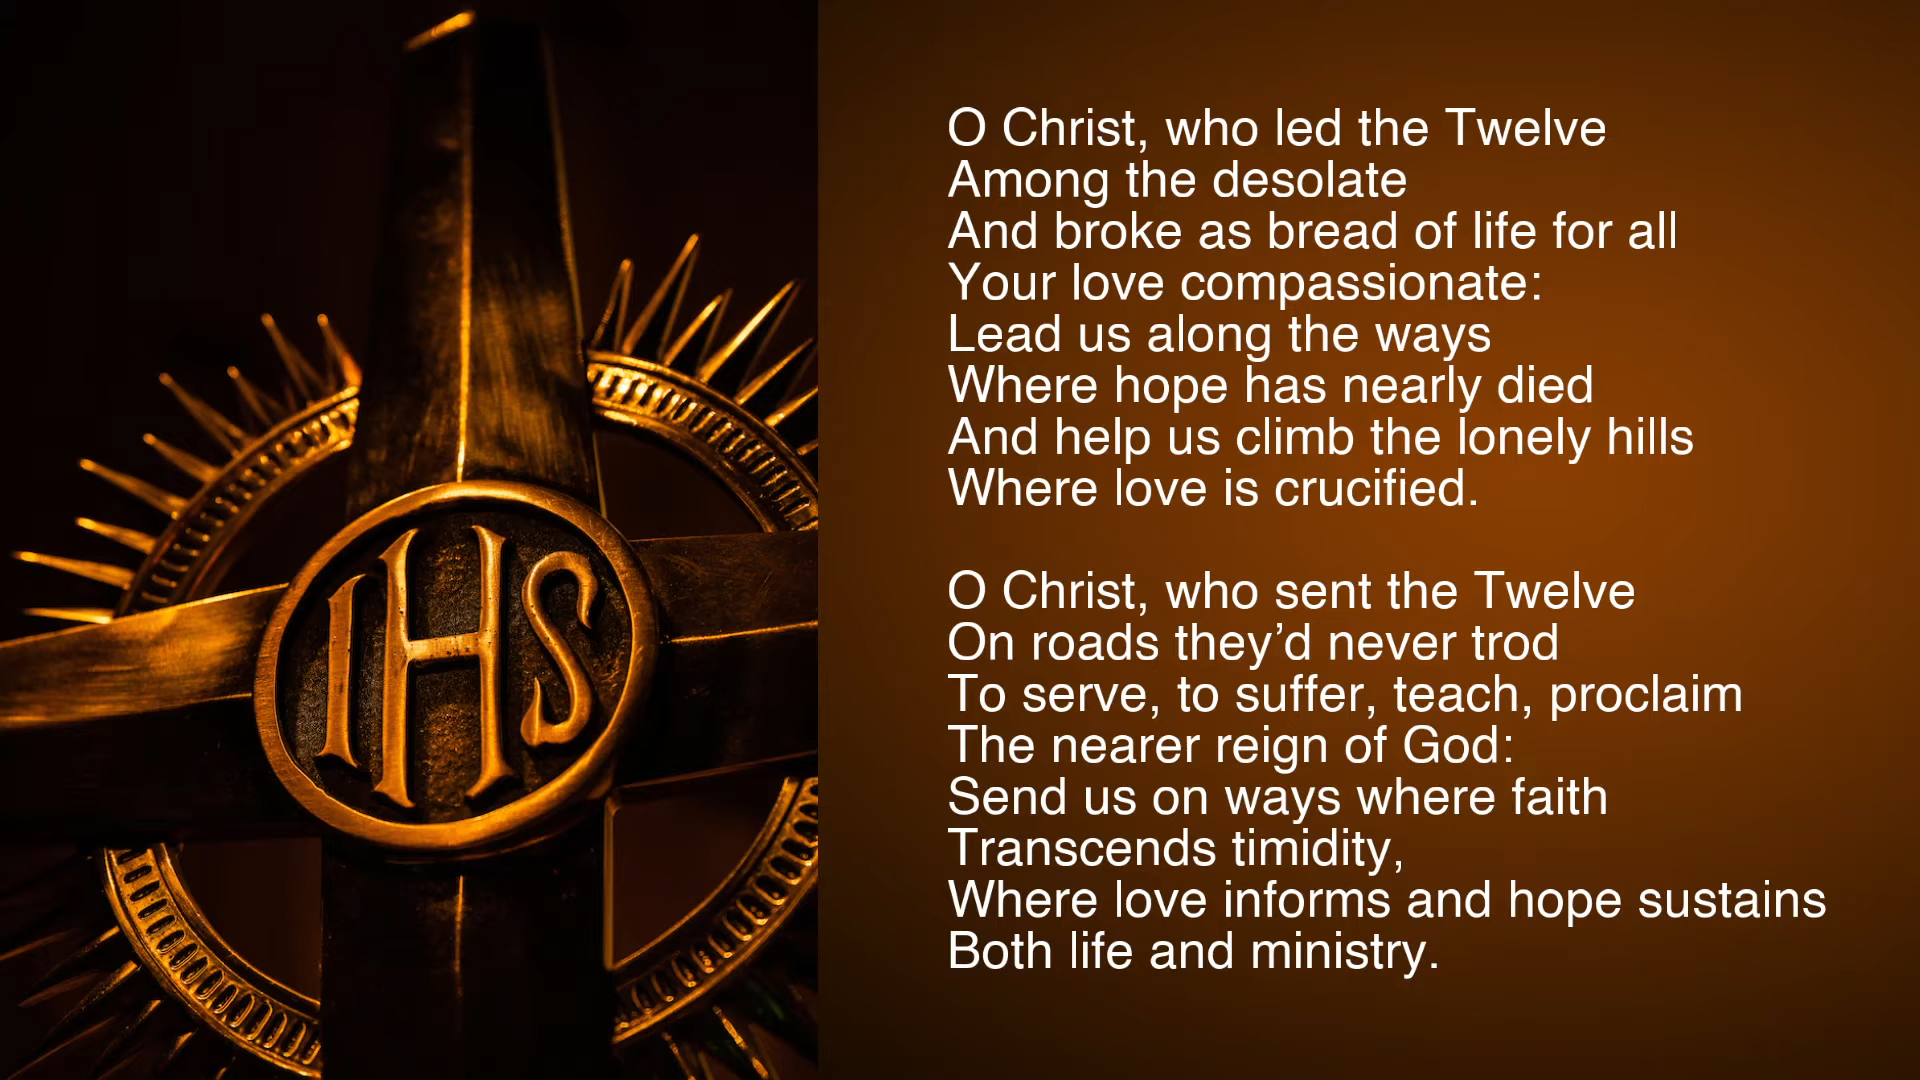 IHS
O Christ, who led the Twelve
Among the desolate
And broke as bread of life for all
Your love compassionate:
Lead us along the ways
Where hope has nearly died
And help us climb the lonely hills
Where love is crucified.
O Christ, who sent the Twelve
On roads they’d never trod
To serve, to suffer, teach, proclaim
The nearer reign of God:
Send us on ways where faith
Transcends timidity,
Where love informs and hope sustains
Both life and ministry.